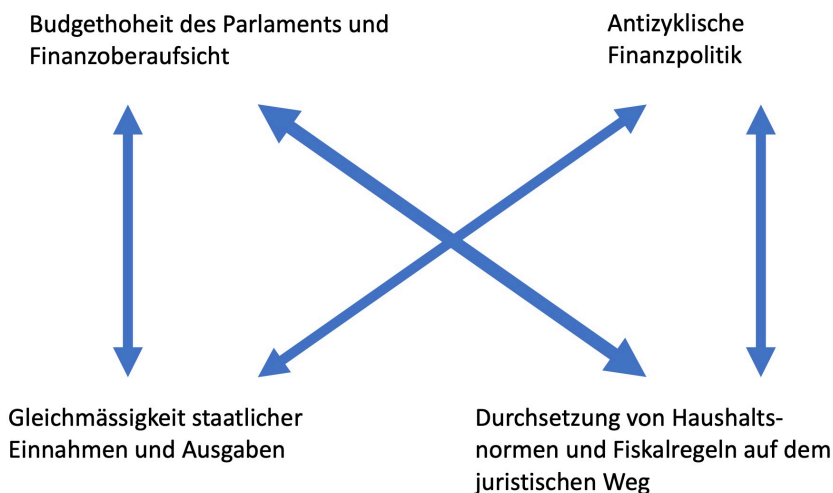 Budgethoheit des Parlaments und
Finanzoberaufsicht
Antizyklische
Finanzpolitik
Gleichmässigkeit staatlicher
Einnahmen und Ausgaben
Durchsetzung von Haushalts-
normen und Fiskalregeln auf dem
juristischen Weg